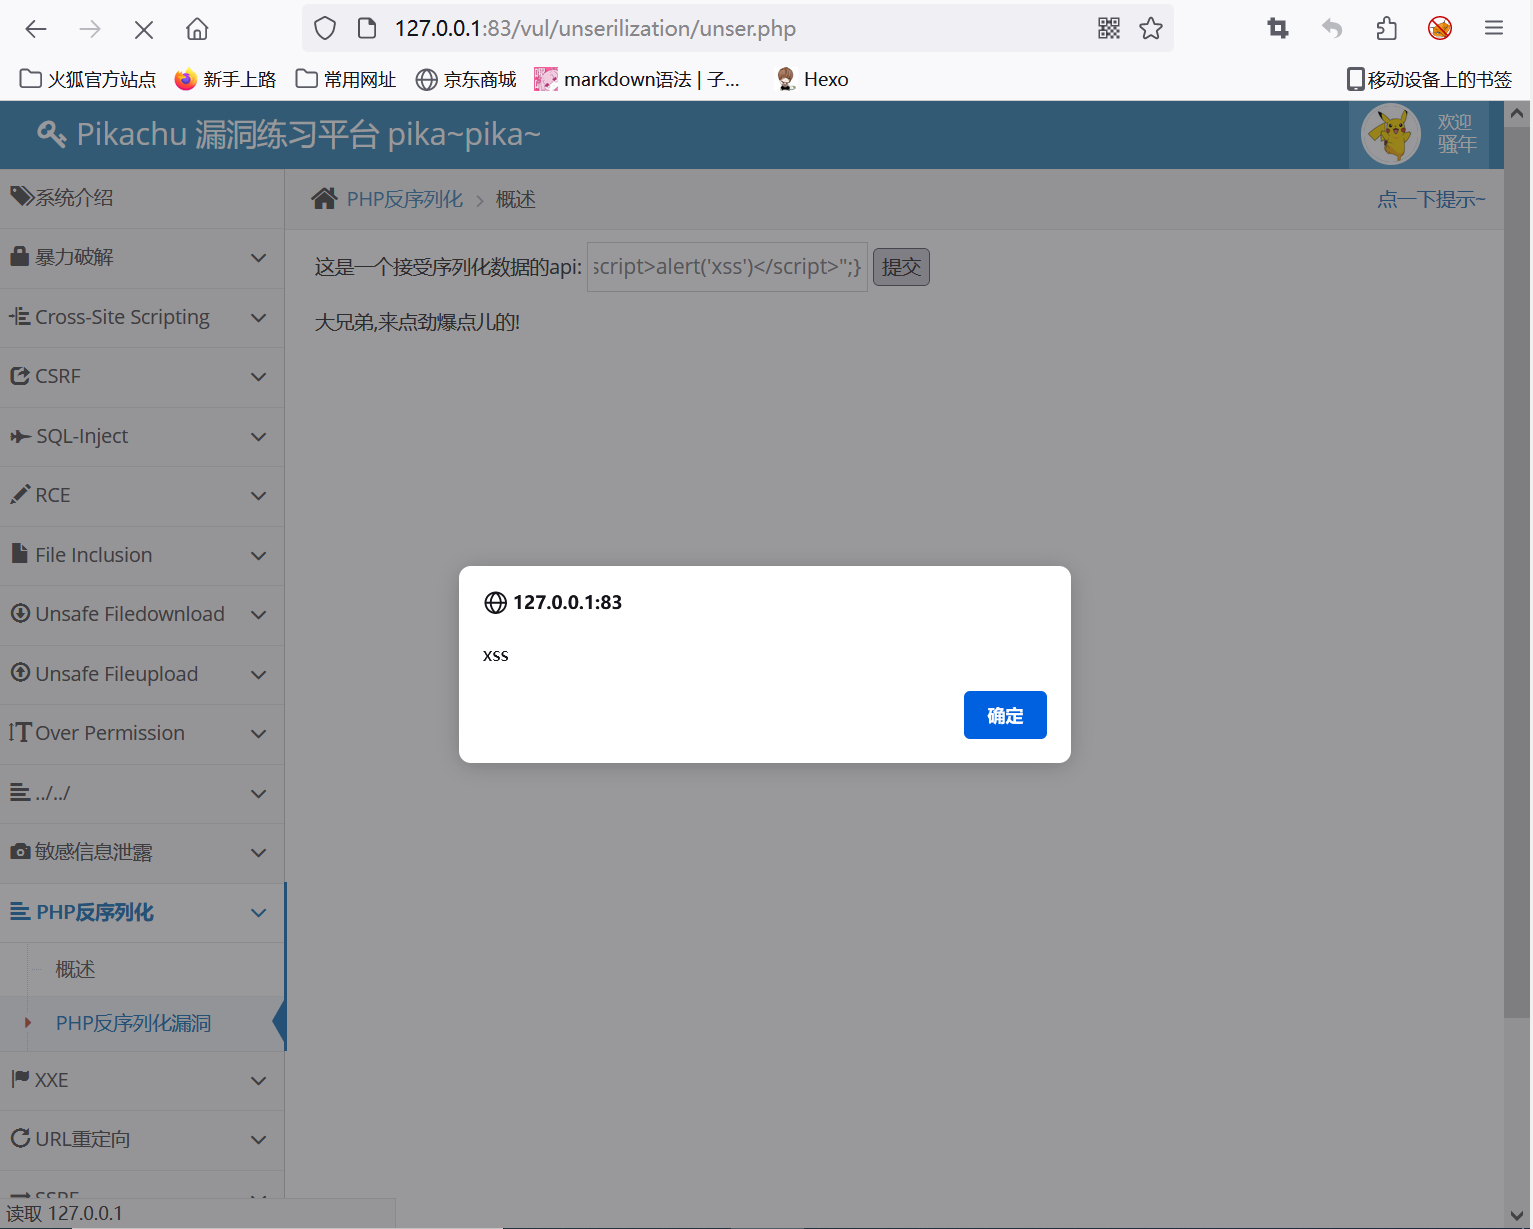 127.0.0.1:83/vul/unserilization/unser.php
火狐官方站点 新手上路 常用网址 京东商城 markdown语法 | 子... Hexo 移动设备上的书签
Pikachu 漏洞练习平台 pika~pika~
欢迎
骚年
系统介绍
PHP反序列化 > 概述
点一下提示~
暴力破解
这是一个接受序列化数据的api: script>alert('xss')</script>";} 提交
Cross-Site Scripting
大兄弟,来点劲爆点儿的!
CSRF
SQL-Inject
RCE
File Inclusion
Unsafe Filedownload
Unsafe Fileupload
Over Permission
../../
敏感信息泄露
PHP反序列化
概述
PHP反序列化漏洞
XXE
URL重定向
SSRF
读取 127.0.0.1
127.0.0.1:83
xss
确定